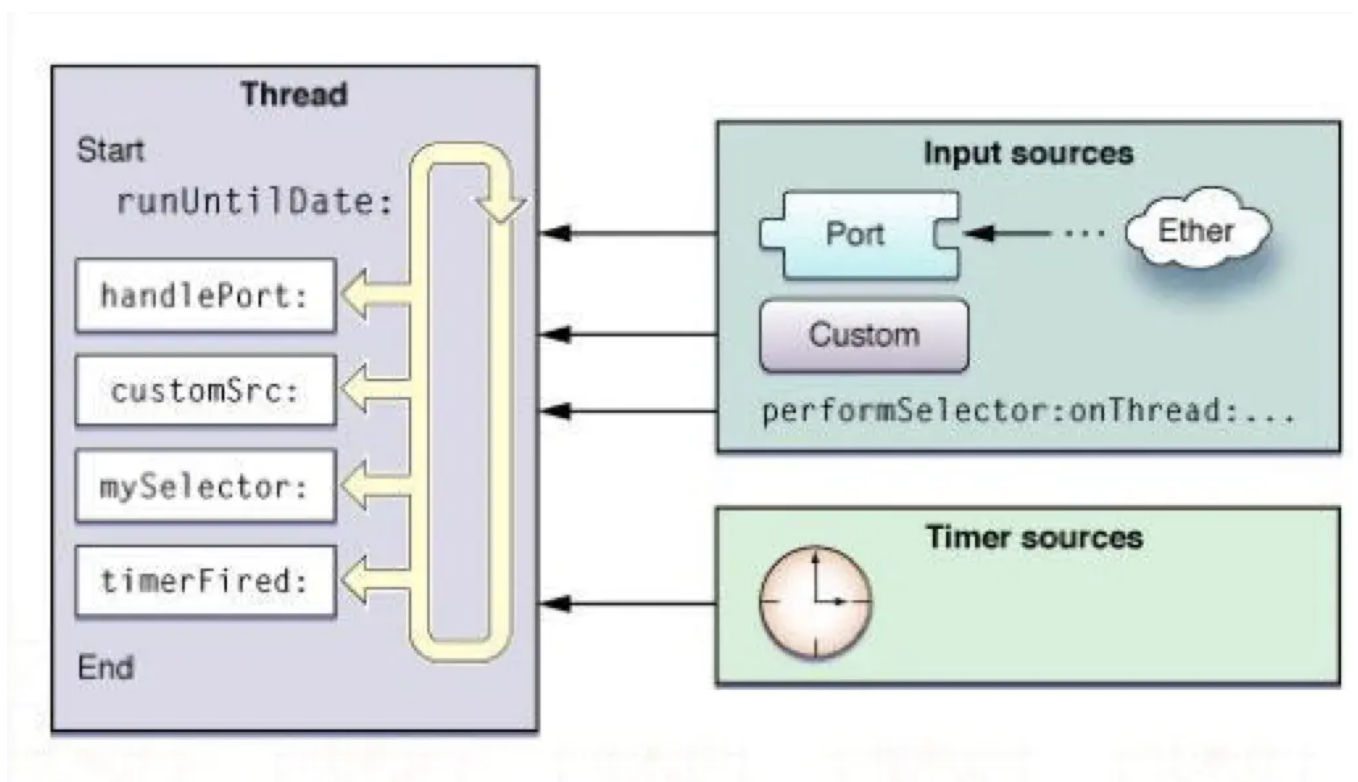 Thread
Start
runUntilDate:
handlePort:
customSrc:
mySelector:
timerFired:
End
Input sources
Port
Ether
Custom
performSelector:onThread:...
Timer sources